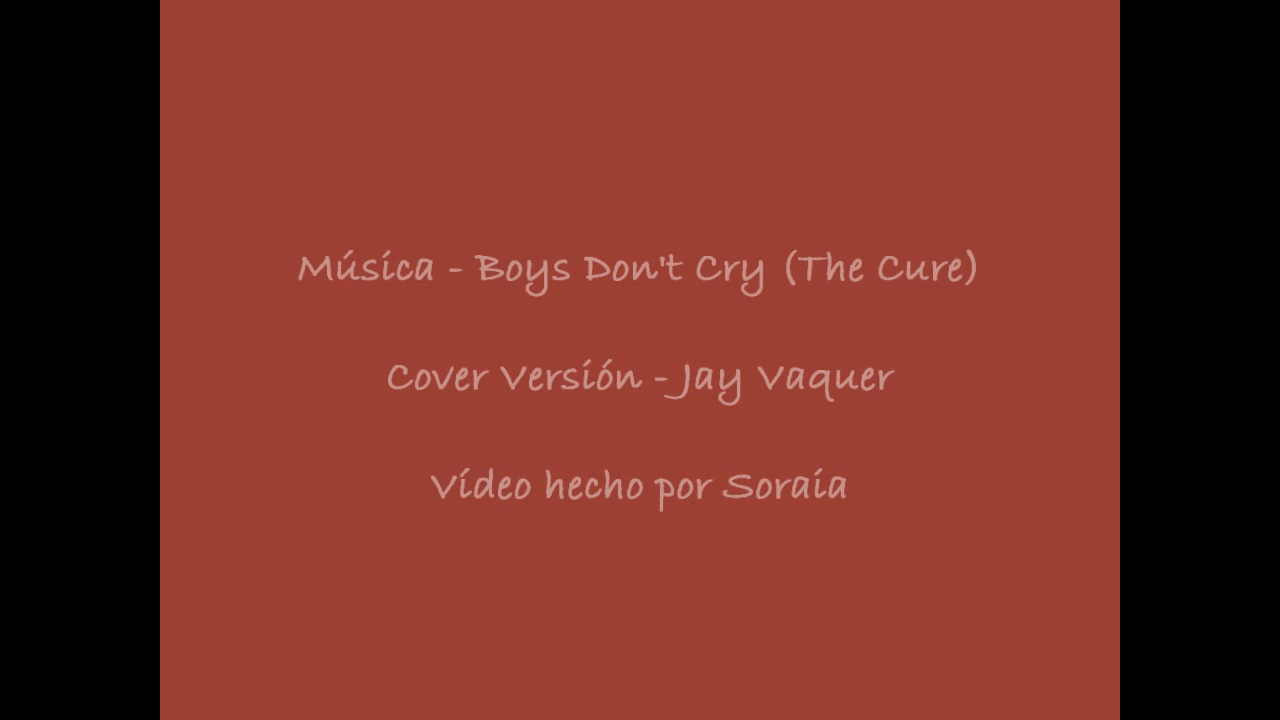 Música - Boys Don't Cry (The Cure)
Cover Versión - Jay Vaquer
Vídeo hecho por Soraia